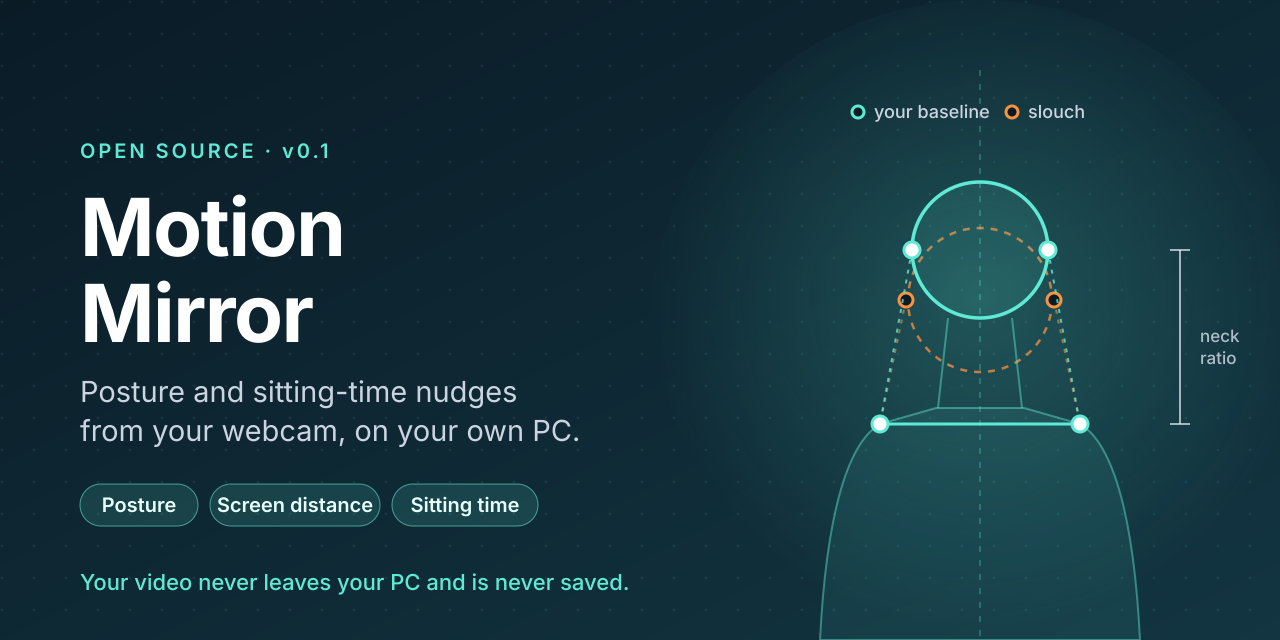 OPEN SOURCE · v0.1
Motion
Mirror
Posture and sitting-time nudges
from your webcam, on your own PC.
Posture
Screen distance
Sitting time
Your video never leaves your PC and is never saved.
your baseline
slouch
neck
ratio